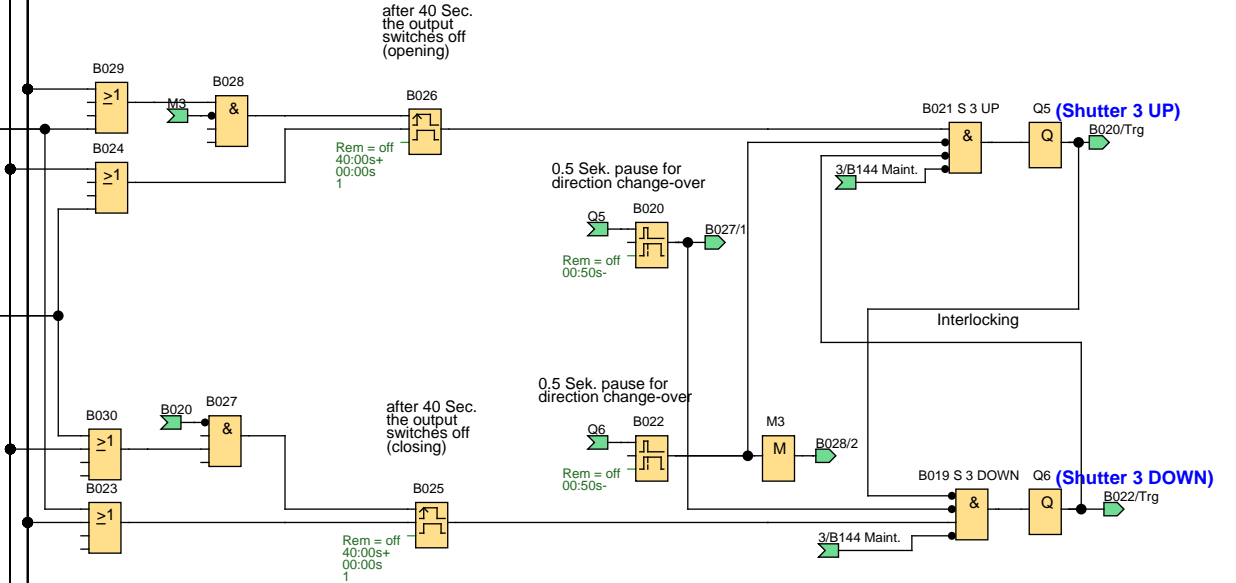 after 40 Sec.
the output
switches off
(opening)
B029
≥1
M3
B028
&
B026
Rem = off
40:00s+
00:00s
1
B024
≥1
B021 S 3 UP
&
Q5
Q
(Shutter 3 UP)
B020/Trg
3/B144 Maint.
0.5 Sek. pause for
direction change-over
Q5
B020
B027/1
Rem = off
00:50s-
Interlocking
0.5 Sek. pause for
direction change-over
Q6
B022
Rem = off
00:50s-
M3
M
B028/2
B030
≥1
B020
B027
&
after 40 Sec.
the output
switches off
(closing)
B023
≥1
B025
Rem = off
40:00s+
00:00s
1
B019 S 3 DOWN
&
Q6
Q
(Shutter 3 DOWN)
B022/Trg
3/B144 Maint.